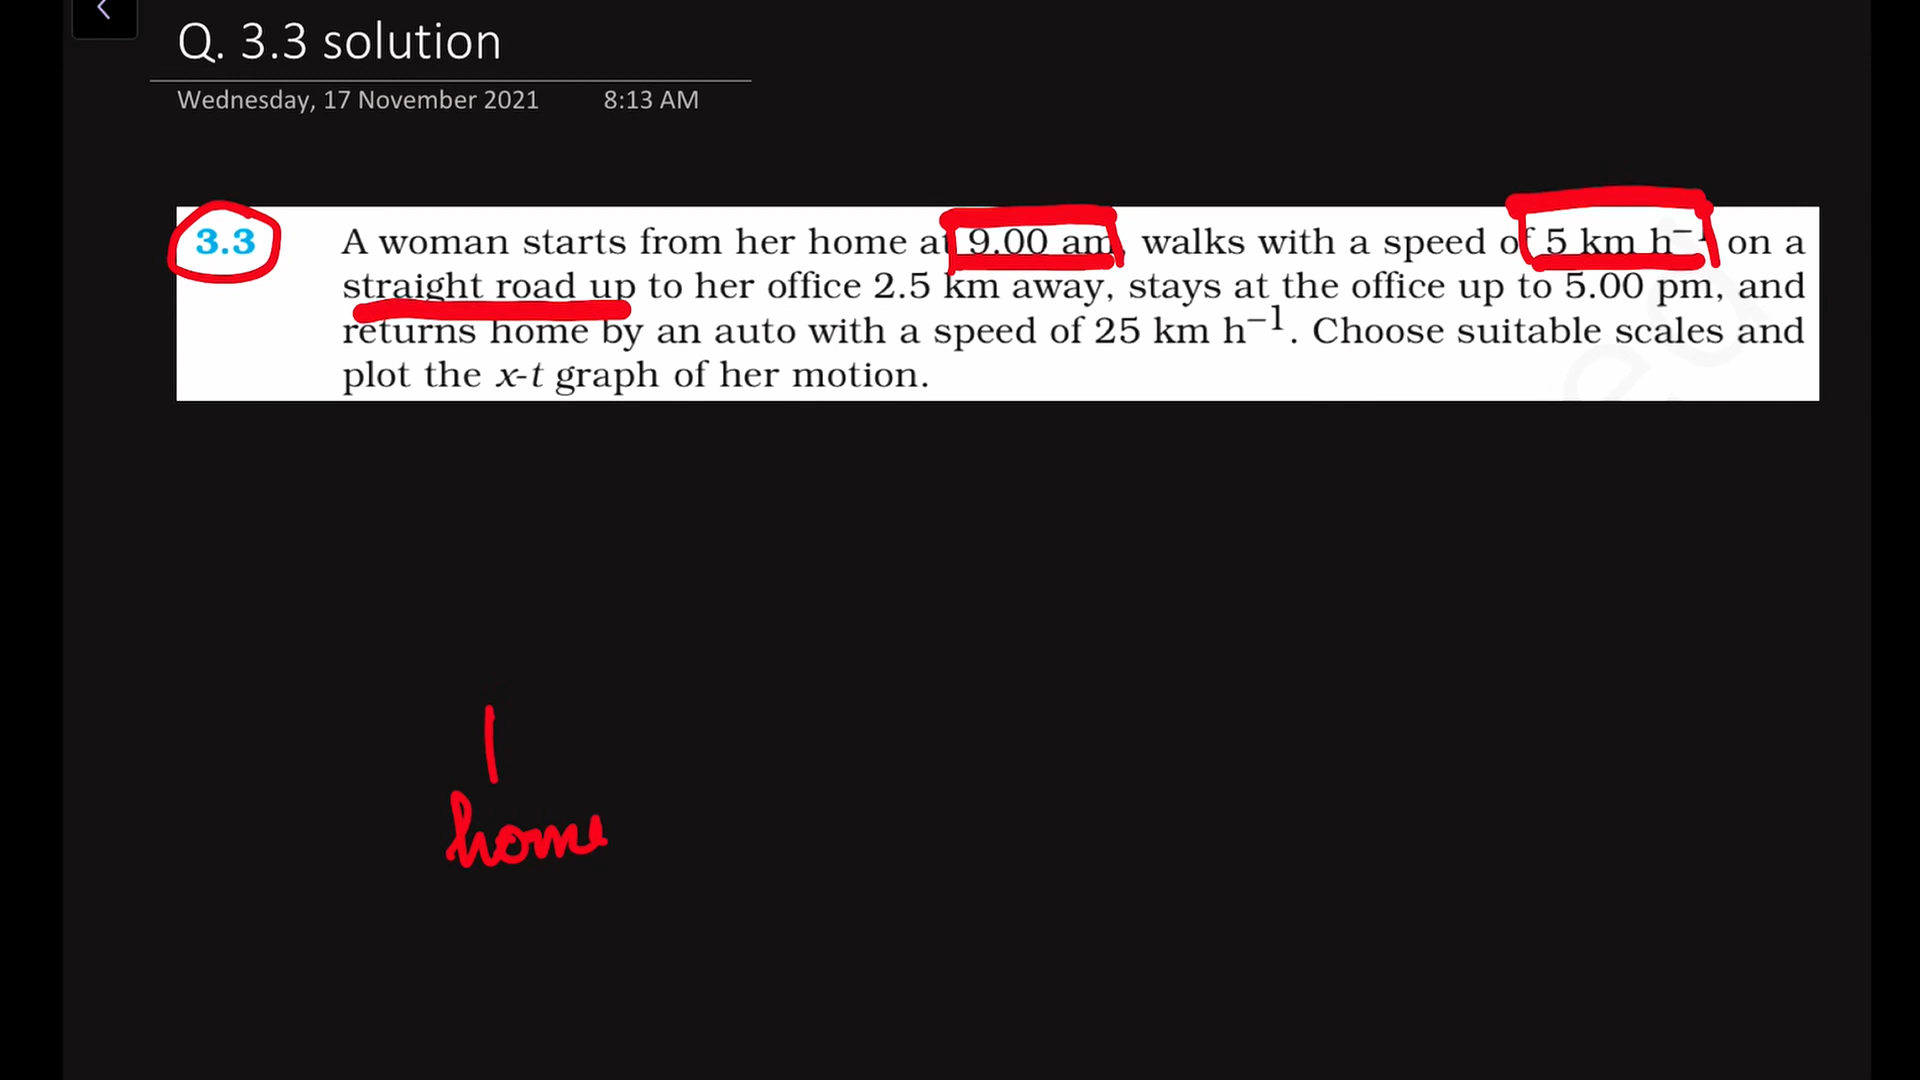 Q. 3.3 solution
Wednesday, 17 November 2021 8:13 AM
3.3 A woman starts from her home at 9.00 am, walks with a speed of 5 km h⁻¹ on a
straight road up to her office 2.5 km away, stays at the office up to 5.00 pm, and
returns home by an auto with a speed of 25 km h⁻¹. Choose suitable scales and
plot the x-t graph of her motion.
home